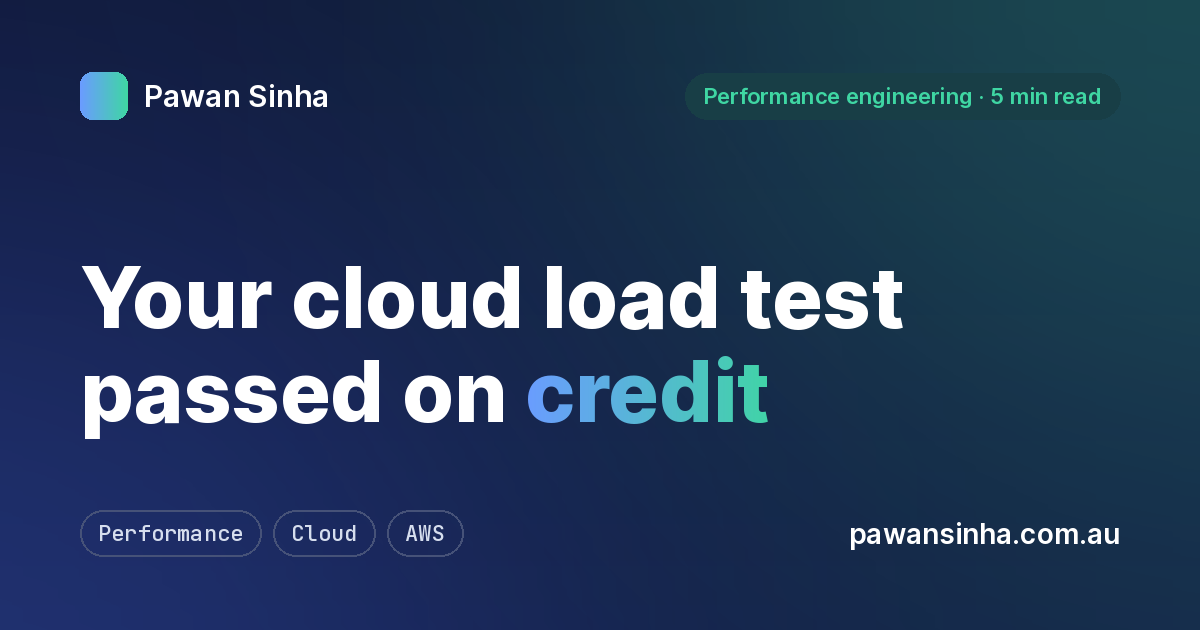 Pawan Sinha
Performance engineering · 5 min read
Your cloud load test
passed on credit
Performance
Cloud
AWS
pawansinha.com.au